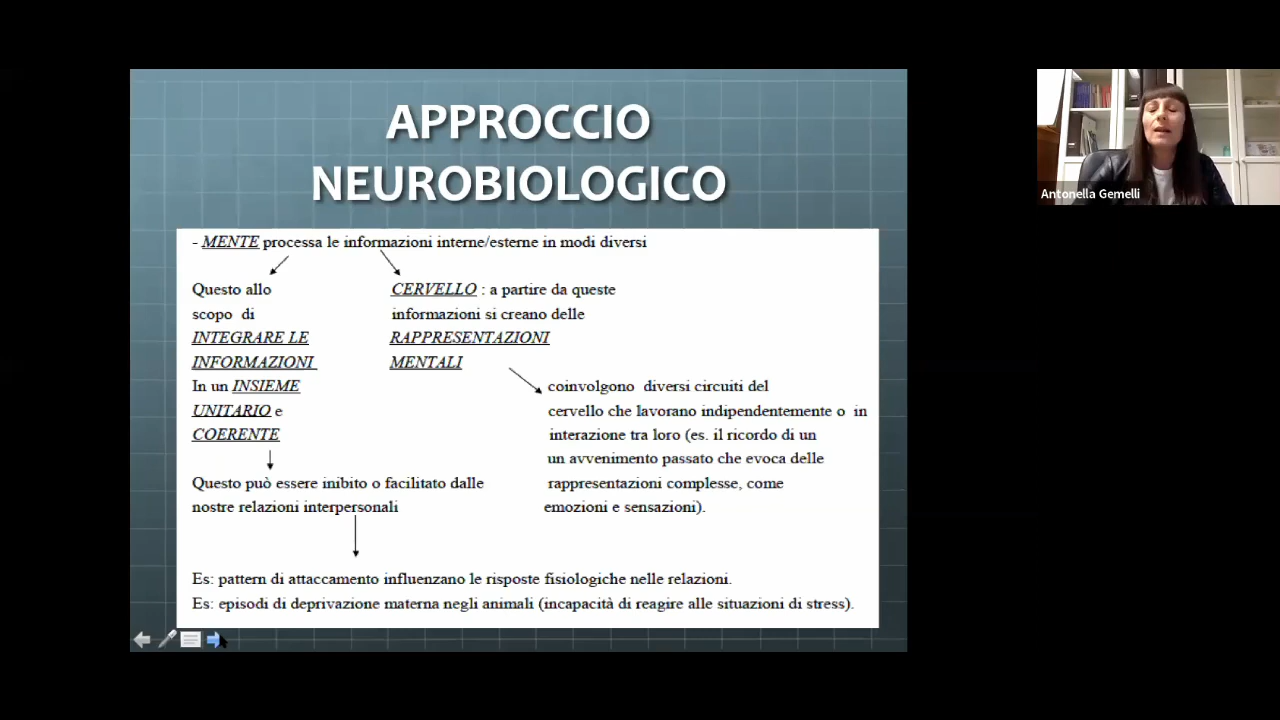 APPROCCIO
NEUROBIOLOGICO
- MENTE processa le informazioni interne/esterne in modi diversi
Questo allo
scopo di
INTEGRARE LE
INFORMAZIONI
In un INSIEME
UNITARIO e
COERENTE
CERVELLO : a partire da queste
informazioni si creano delle
RAPPRESENTAZIONI
MENTALI
coinvolgono diversi circuiti del
cervello che lavorano indipendentemente o in
interazione tra loro (es. il ricordo di un
un avvenimento passato che evoca delle
rappresentazioni complesse, come
emozioni e sensazioni).
Questo può essere inibito o facilitato dalle
nostre relazioni interpersonali
Es: pattern di attaccamento influenzano le risposte fisiologiche nelle relazioni.
Es: episodi di deprivazione materna negli animali (incapacità di reagire alle situazioni di stress).
Antonella Gemelli